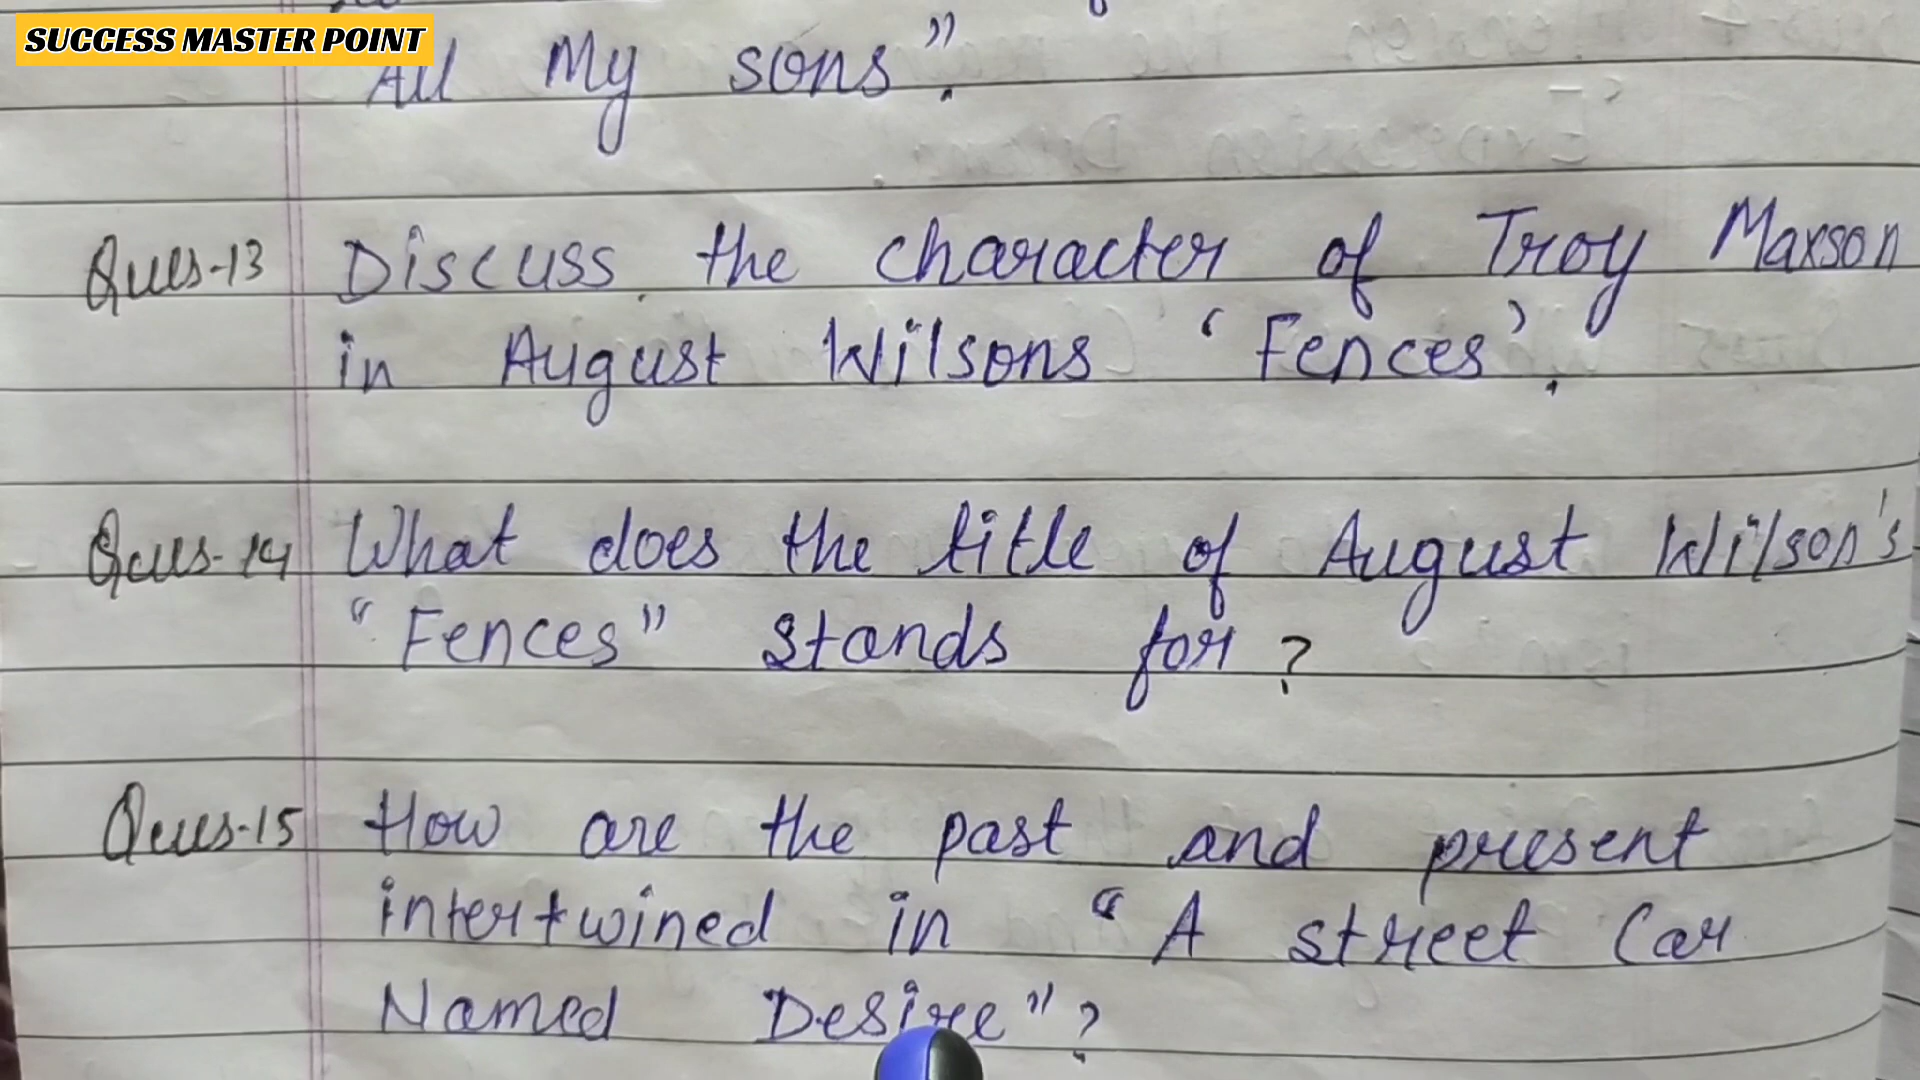 SUCCESS MASTER POINT
All My sons".
Ques-13 Discuss the character of Troy Maxson
in August Wilsons 'Fences'.
Ques-14 What does the title of August Wilson's
"Fences" stands for?
Ques-15 How are the past and present
intertwined in "A street Car
Named Desire"?